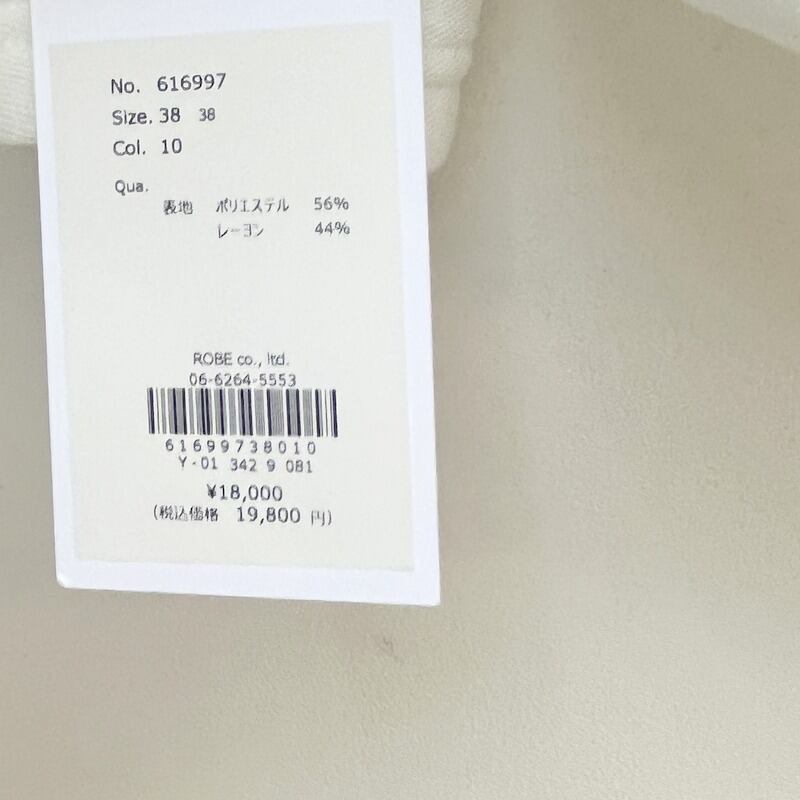 No. 616997
Size. 38 38
Col. 10
Qua.
表地 ポリエステル 56%
レーヨン 44%
ROBE co., ltd.
06-6264-5553
61699738010
Y-01 342 9 081
¥18,000
(税込価格 19,800 円)